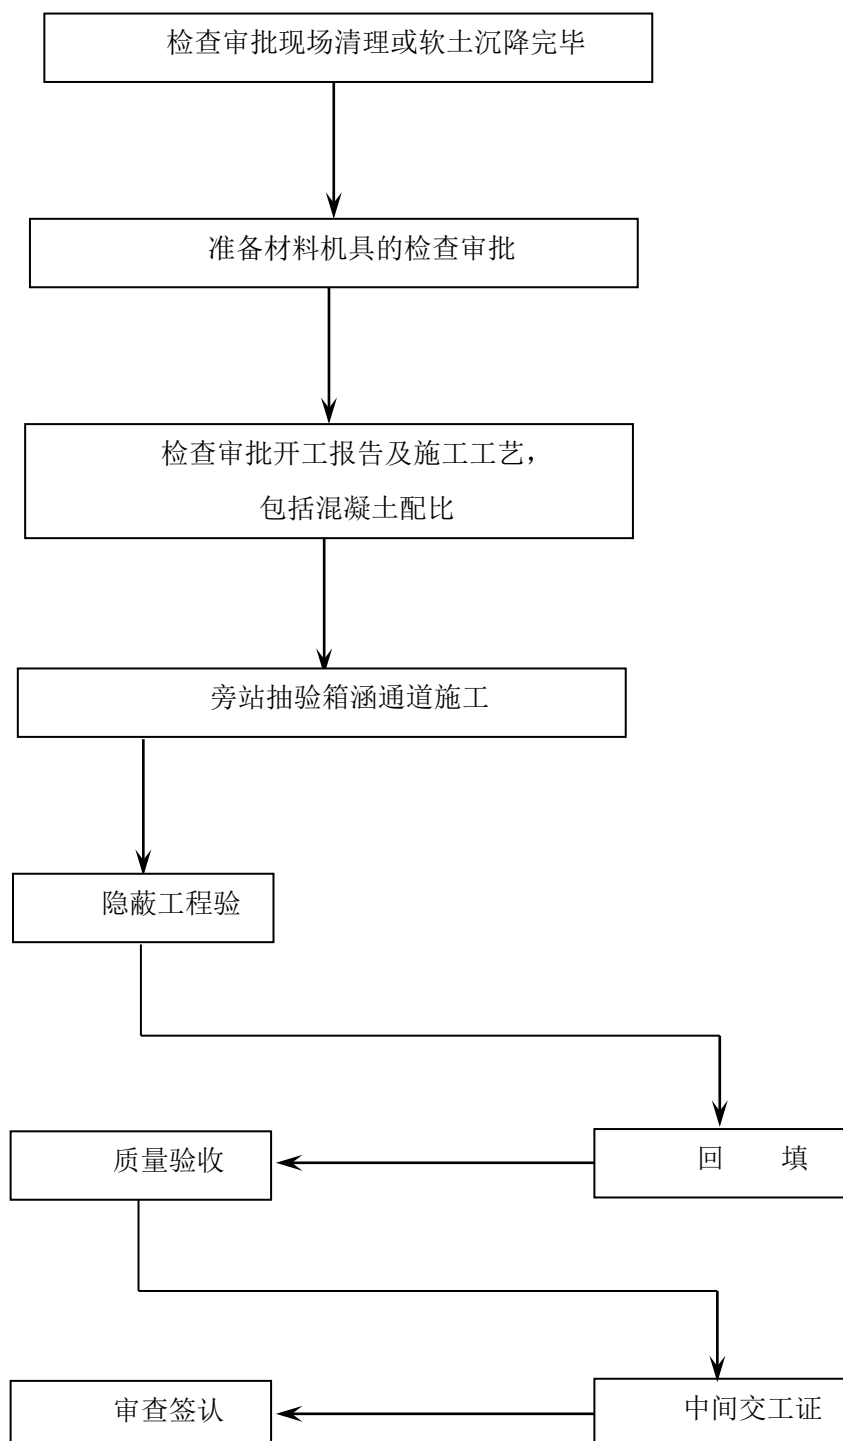 检查审批现场清理或软土沉降完毕
准备材料机具的检查审批
检查审批开工报告及施工工艺，
包括混凝土配比
旁站抽验箱涵通道施工
隐蔽工程验
质量验收
回 填
审查签认
中间交工证